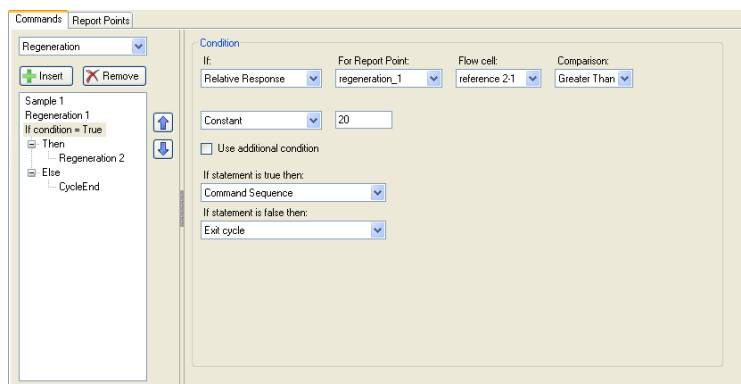 Commands Report Points
Regeneration
Insert Remove
Sample 1
Regeneration 1
If condition = True
Then
Regeneration 2
Else
CycleEnd
Condition
If: For Report Point: Flow cell: Comparison:
Relative Response regeneration_1 reference 2-1 Greater Than
Constant 20
Use additional condition
If statement is true then:
Command Sequence
If statement is false then:
Exit cycle